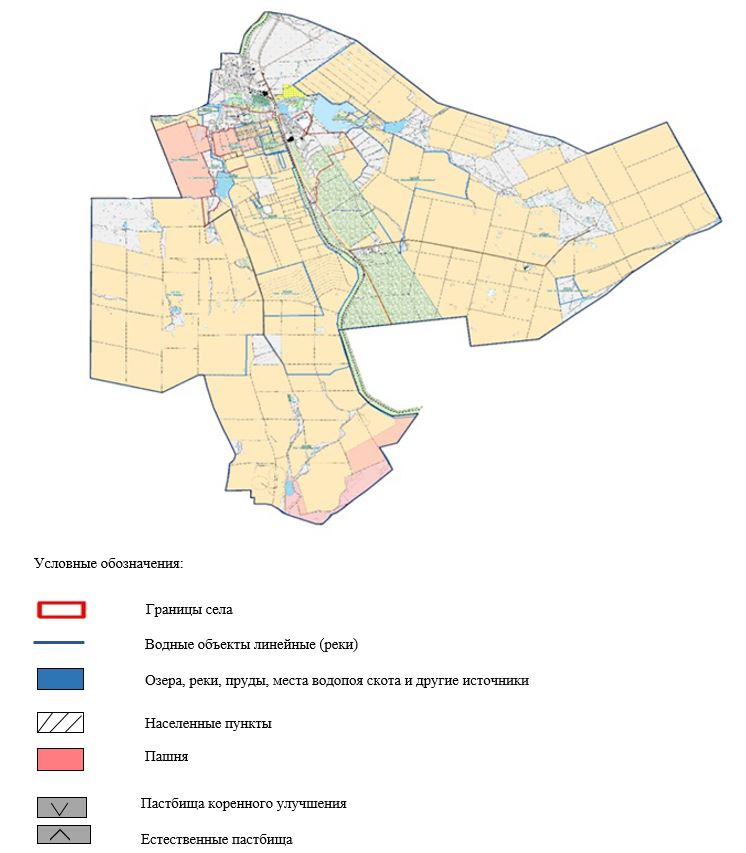 Условные обозначения:
Границы села
Водные объекты линейные (реки)
Озера, реки, пруды, места водопоя скота и другие источники
Населенные пункты
Пашня
Пастбища коренного улучшения
Естественные пастбища